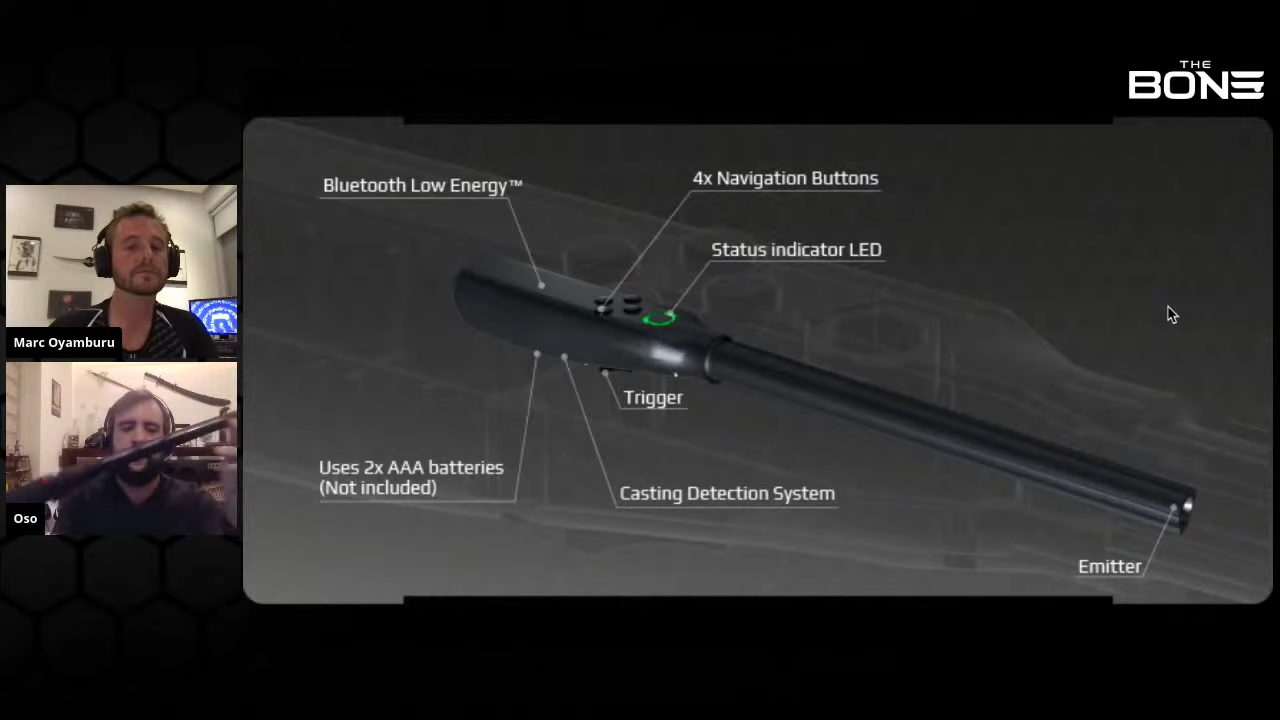 THE
BONE
Bluetooth Low Energy™
4x Navigation Buttons
Status indicator LED
Marc Oyamburu
Trigger
Uses 2x AAA batteries
(Not included)
Casting Detection System
Oso
Emitter